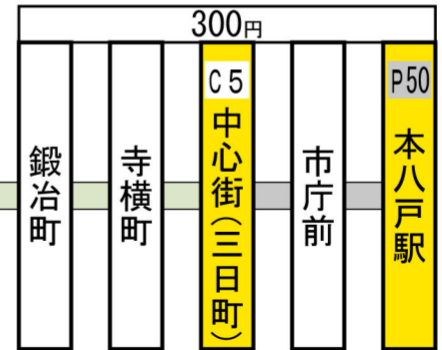 300円
鍛冶町
寺横町
C5
中心街(三日町)
市庁前
P50
本八戸駅